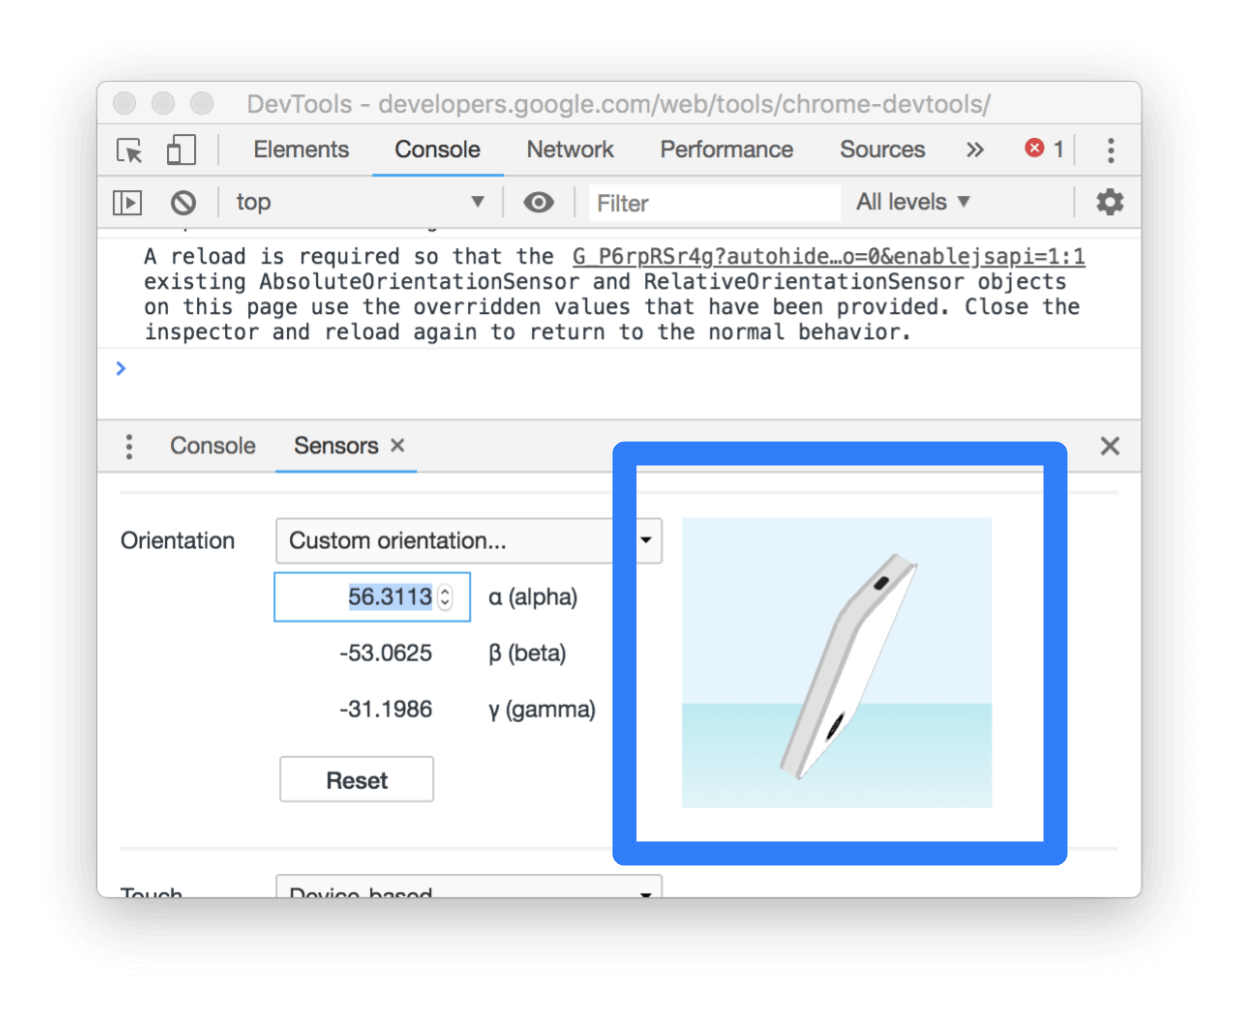 DevTools - developers.google.com/web/tools/chrome-devtools/
Elements Console Network Performance Sources » 1
top Filter All levels
A reload is required so that the G_P6rpRSr4g?autohide…o=0&enablejsapi=1:1
existing AbsoluteOrientationSensor and RelativeOrientationSensor objects
on this page use the overridden values that have been provided. Close the
inspector and reload again to return to the normal behavior.
Console Sensors
Orientation Custom orientation...
56.3113 α (alpha)
-53.0625 β (beta)
-31.1986 γ (gamma)
Reset
Touch Device-based